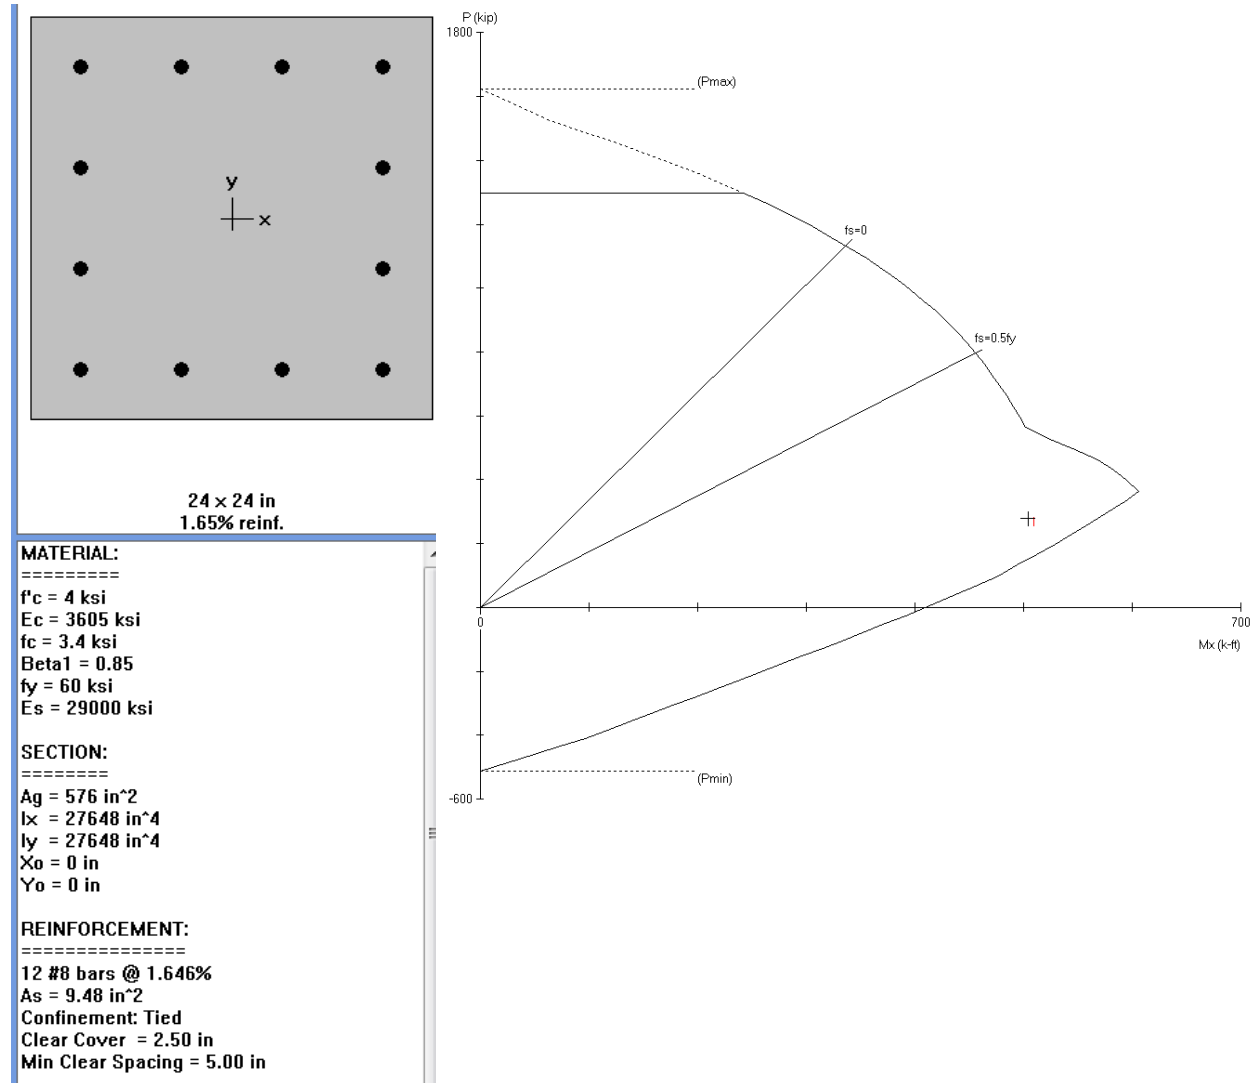 y
x
24 x 24 in
1.65% reinf.
MATERIAL:
=========
f'c = 4 ksi
Ec = 3605 ksi
fc = 3.4 ksi
Beta1 = 0.85
fy = 60 ksi
Es = 29000 ksi
SECTION:
========
Ag = 576 in^2
Ix = 27648 in^4
Iy = 27648 in^4
Xo = 0 in
Yo = 0 in
REINFORCEMENT:
===============
12 #8 bars @ 1.646%
As = 9.48 in^2
Confinement: Tied
Clear Cover = 2.50 in
Min Clear Spacing = 5.00 in
P (kip)
1800
(Pmax)
fs=0
fs=0.5fy
1
0
700
Mx (k-ft)
(Pmin)
-600